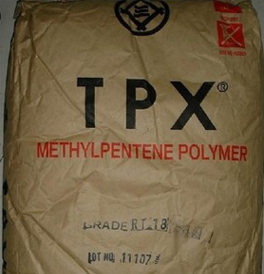 TPX®
METHYLPENTENE POLYMER
GRADE RT18
LOT NO. 11107